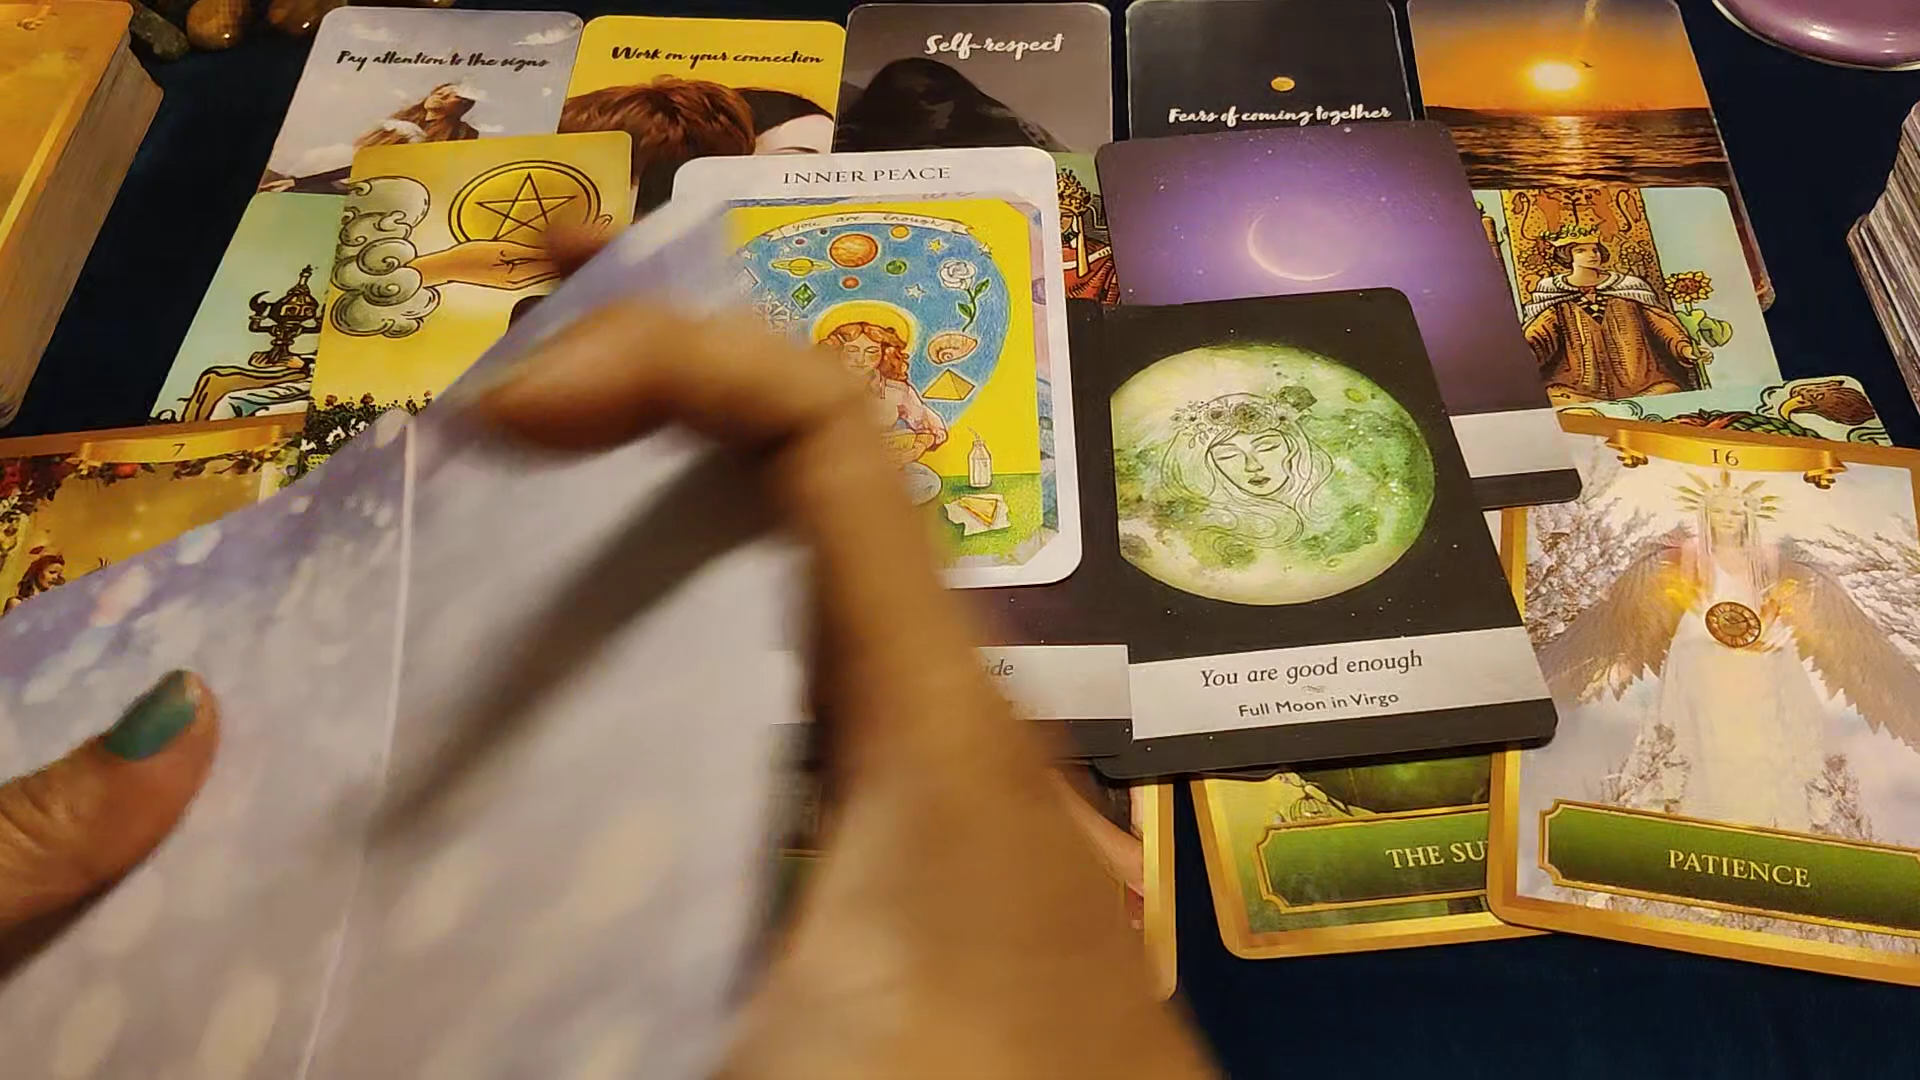 Pay attention to the signs
Work on your connection
Self-respect
Fears of coming together
INNER PEACE
you are enough
7
16
You are good enough
Full Moon in Virgo
THE SU
PATIENCE